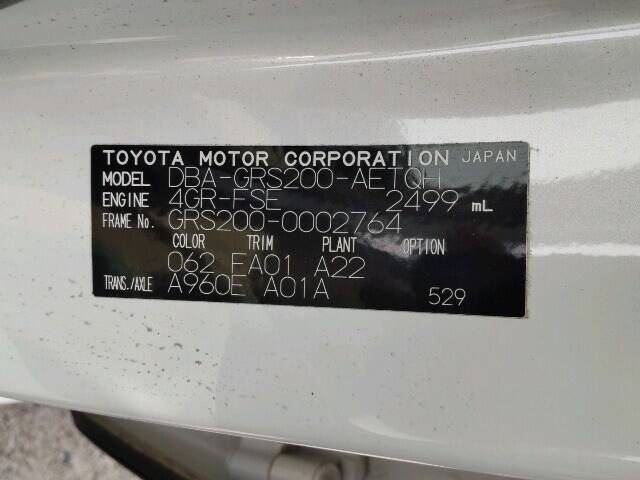 TOYOTA MOTOR CORPORATION JAPAN
MODEL DBA-GRS200-AETQH
ENGINE 4GR-FSE 2499 mL
FRAME No. GRS200-0002764
COLOR TRIM PLANT OPTION
062 FA01 A22
TRANS./AXLE A960E A01A
529